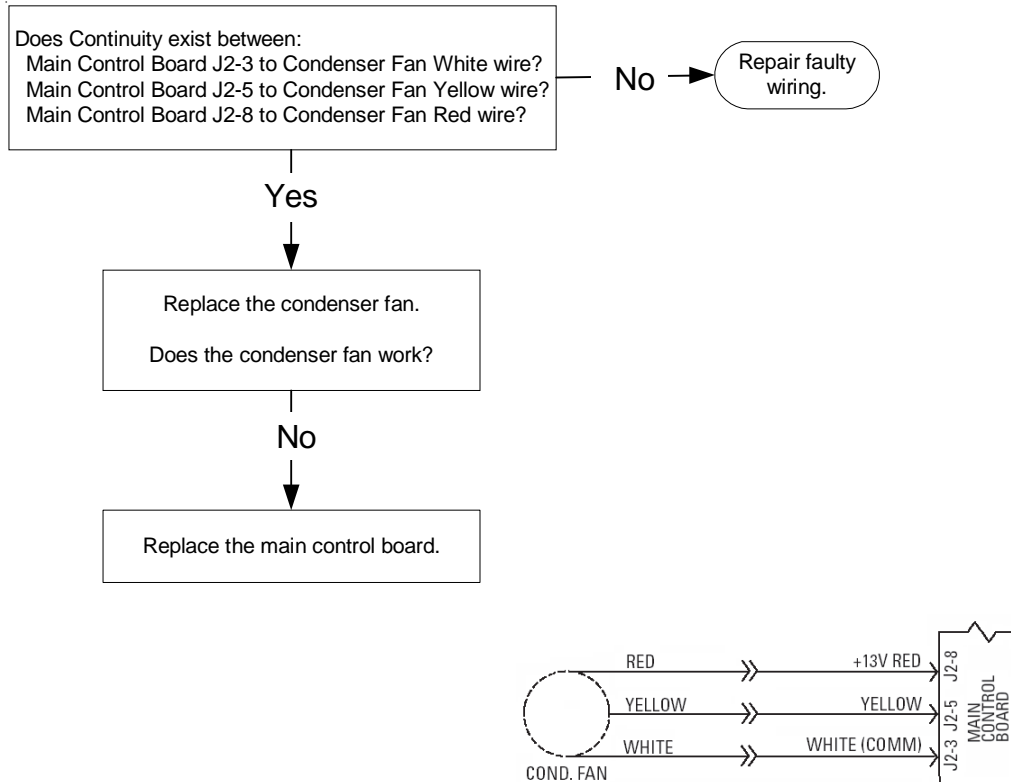 Does Continuity exist between:
Main Control Board J2-3 to Condenser Fan White wire?
Main Control Board J2-5 to Condenser Fan Yellow wire?
Main Control Board J2-8 to Condenser Fan Red wire?
No
Repair faulty
wiring.
Yes
Replace the condenser fan.
Does the condenser fan work?
No
Replace the main control board.
RED
+13V RED
J2-8
YELLOW
YELLOW
J2-5
WHITE
WHITE (COMM)
J2-3
MAIN
CONTROL
BOARD
COND. FAN